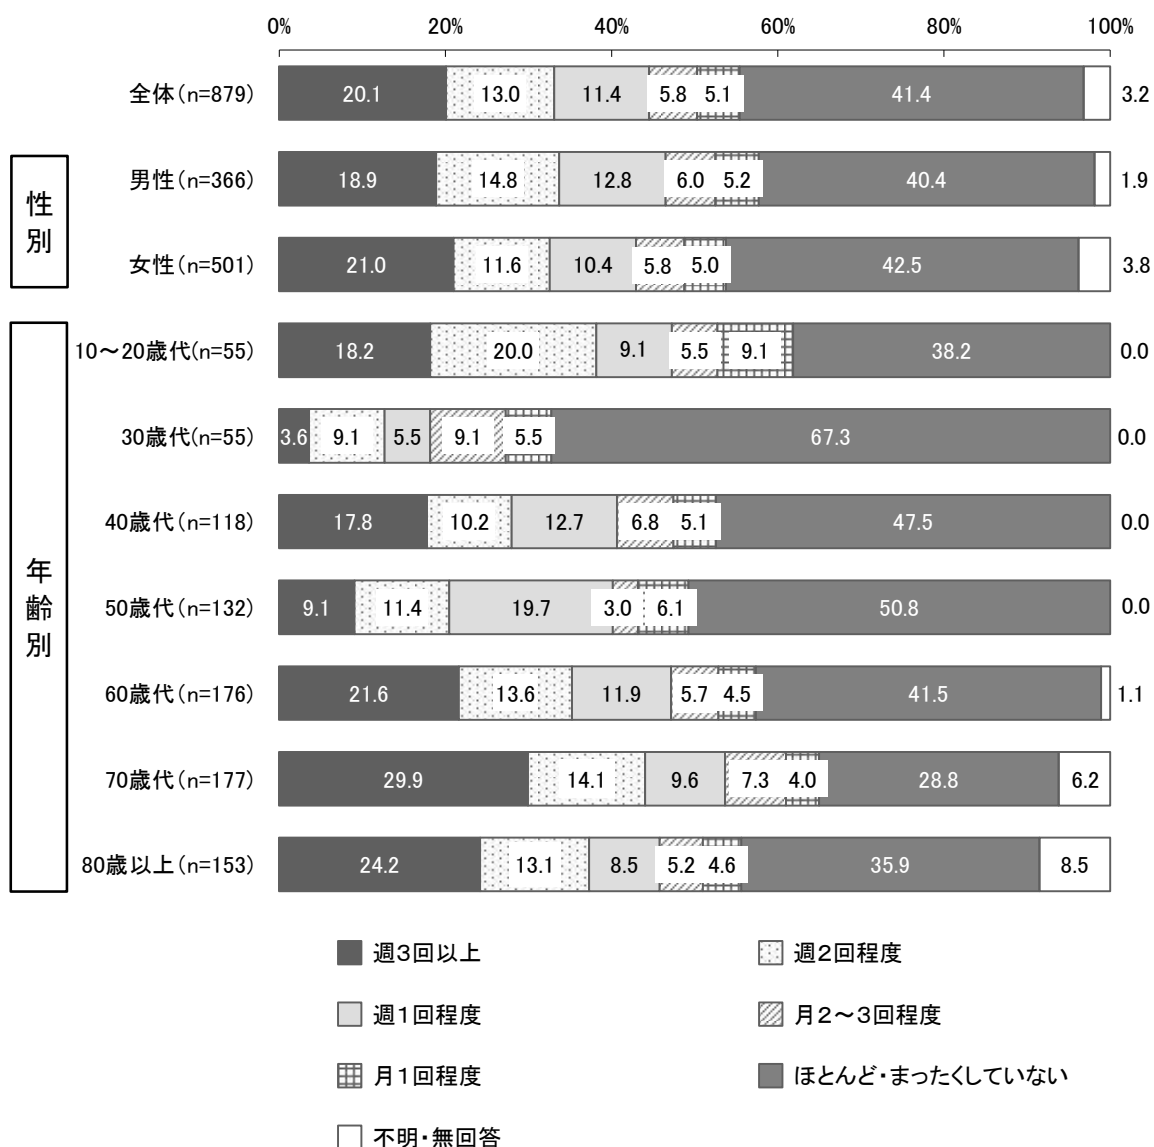 0% 20% 40% 60% 80% 100%
全体(n=879) 20.1 13.0 11.4 5.8 5.1 41.4 3.2
性別
男性(n=366) 18.9 14.8 12.8 6.0 5.2 40.4 1.9
女性(n=501) 21.0 11.6 10.4 5.8 5.0 42.5 3.8
年齢別
10～20歳代(n=55) 18.2 20.0 9.1 5.5 9.1 38.2 0.0
30歳代(n=55) 3.6 9.1 5.5 9.1 5.5 67.3 0.0
40歳代(n=118) 17.8 10.2 12.7 6.8 5.1 47.5 0.0
50歳代(n=132) 9.1 11.4 19.7 3.0 6.1 50.8 0.0
60歳代(n=176) 21.6 13.6 11.9 5.7 4.5 41.5 1.1
70歳代(n=177) 29.9 14.1 9.6 7.3 4.0 28.8 6.2
80歳以上(n=153) 24.2 13.1 8.5 5.2 4.6 35.9 8.5
週３回以上 週２回程度
週１回程度 月２～３回程度
月１回程度 ほとんど・まったくしていない
不明・無回答